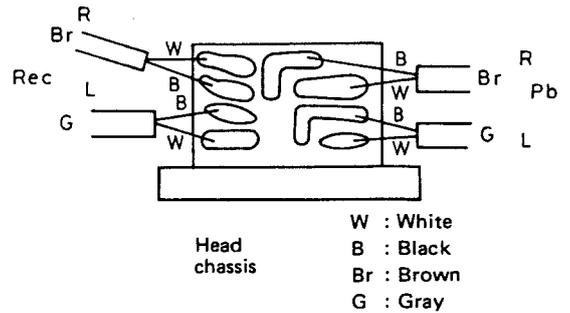 R
Br
W
B
Rec
L
B
G
W
B
R
Br
W
Pb
B
G
L
W
Head
chassis
W : White
B : Black
Br : Brown
G : Gray